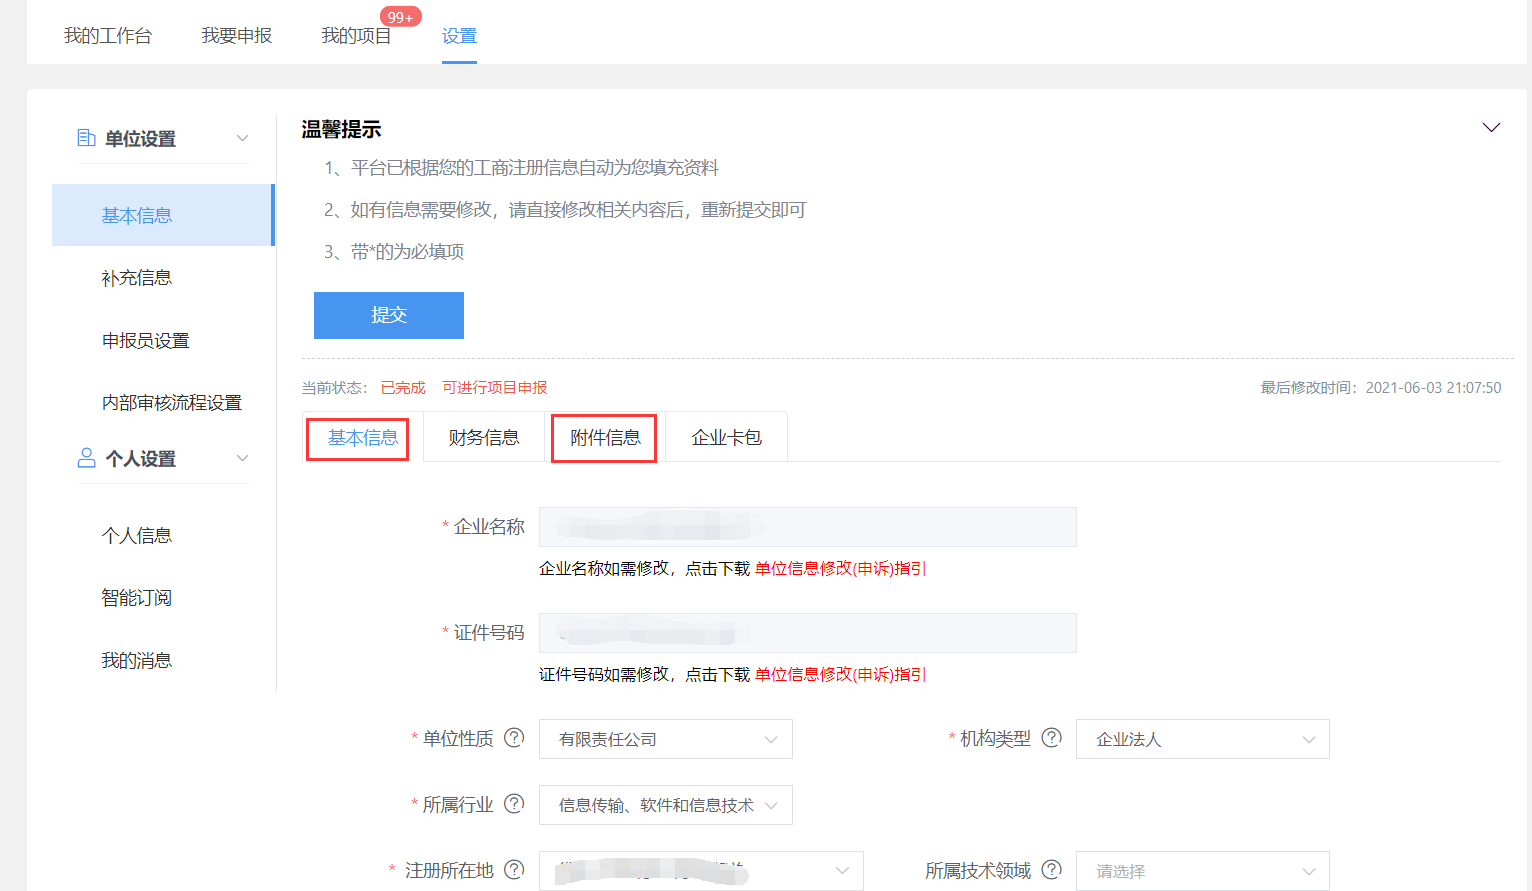 我的工作台 我要申报 我的项目 99+ 设置
单位设置
基本信息
补充信息
申报员设置
内部审核流程设置
个人设置
个人信息
智能订阅
我的消息
温馨提示
1、平台已根据您的工商注册信息自动为您填充资料
2、如有信息需要修改，请直接修改相关内容后，重新提交即可
3、带*的为必填项
提交
当前状态： 已完成 可进行项目申报 最后修改时间：2021-06-03 21:07:50
基本信息 财务信息 附件信息 企业卡包
* 企业名称
企业名称如需修改，点击下载 单位信息修改(申诉)指引
* 证件号码
证件号码如需修改，点击下载 单位信息修改(申诉)指引
* 单位性质 ? 有限责任公司 * 机构类型 ? 企业法人
* 所属行业 ? 信息传输、软件和信息技术
* 注册所在地 ? 所属技术领域 ? 请选择